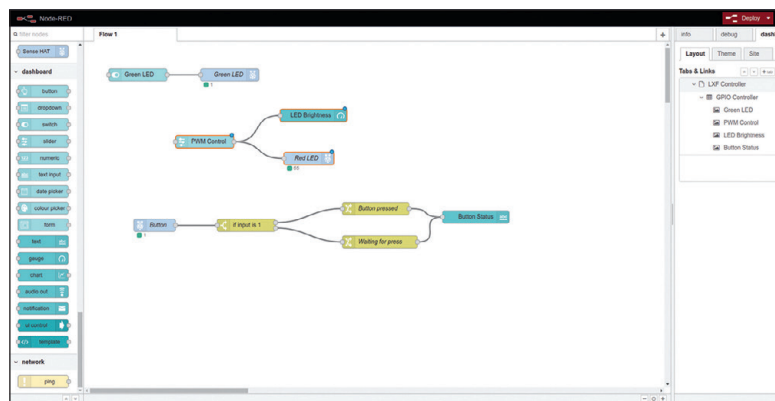 Node-RED
Deploy
filter nodes
Flow 1
info
debug
dash
Sense HAT
dashboard
button
dropdown
switch
slider
numeric
text input
date picker
colour picker
form
text
gauge
chart
audio out
notification
ui control
template
network
ping
Green LED
Green LED
1
LED Brightness
PWM Control
Red LED
Button
1
if input is 1
Button pressed
Waiting for press
Button Status
Layout
Theme
Site
Tabs & Links
LXF Controller
GPIO Controller
Green LED
PWM Control
LED Brightness
Button Status